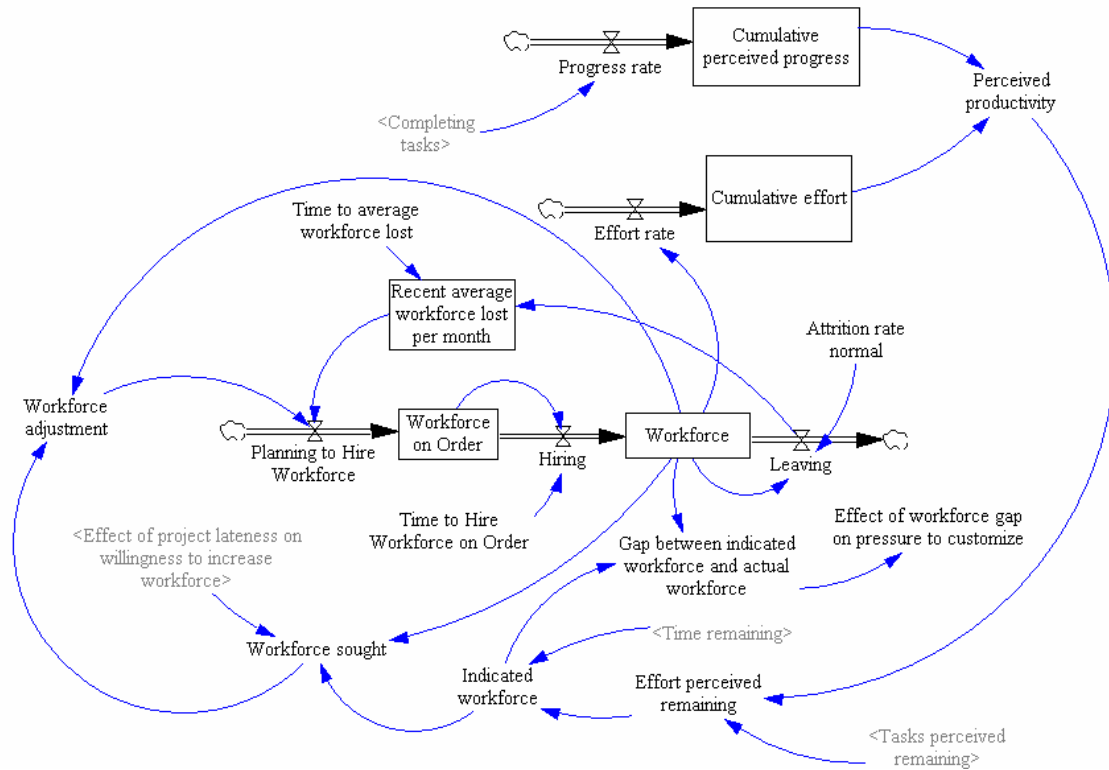 Cumulative
perceived progress
Progress rate
Perceived
productivity
<Completing
tasks>
Cumulative effort
Time to average
workforce lost
Effort rate
Recent average
workforce lost
per month
Attrition rate
normal
Workforce
adjustment
Workforce
on Order
Workforce
Planning to Hire
Workforce
Hiring
Leaving
Time to Hire
Workforce on Order
Effect of workforce gap
on pressure to customize
<Effect of project lateness on
willingness to increase
workforce>
Gap between indicated
workforce and actual
workforce
<Time remaining>
Workforce sought
Indicated
workforce
Effort perceived
remaining
<Tasks perceived
remaining>